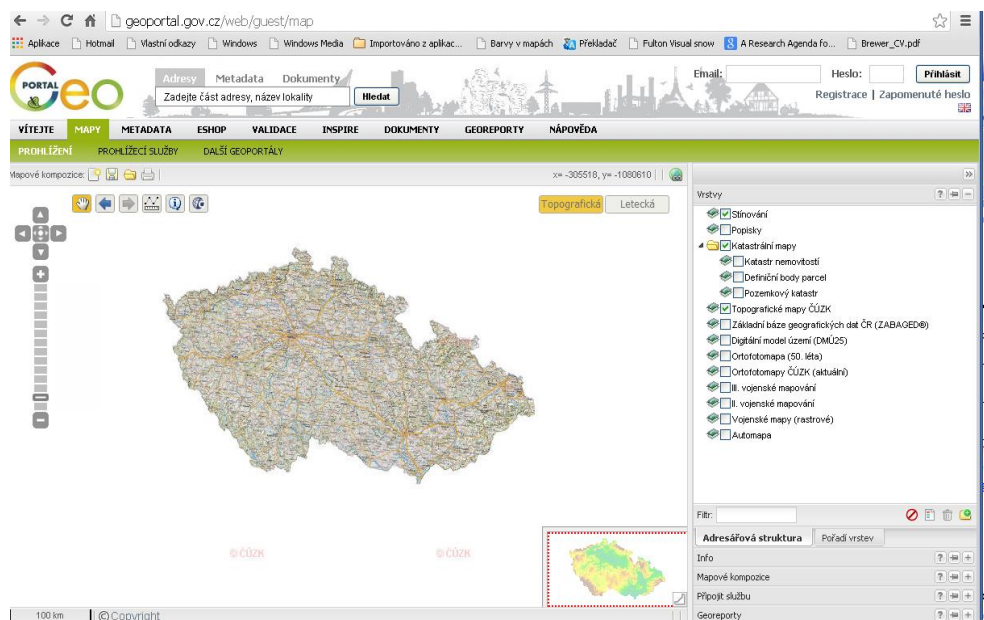 geoportal.gov.cz/web/guest/map
Aplikace Hotmail Vlastní odkazy Windows Windows Media Importováno z aplikac... Barvy v mapách Překladač Fulton Visual snow A Research Agenda fo... Brewer_CV.pdf
PORTAL Geo
Adresy Metadata Dokumenty
Zadejte část adresy, název lokality Hledat
Email: Heslo: Přihlásit
Registrace | Zapomenuté heslo
VÍTEJTE MAPY METADATA ESHOP VALIDACE INSPIRE DOKUMENTY GEOREPORTY NÁPOVĚDA
PROHLÍŽENÍ PROHLÍŽECÍ SLUŽBY DALŠÍ GEOPORTÁLY
Mapové kompozice: x= -305518, y= -1080610
Topografická Letecká
Vrstvy
Stínování
Popisky
Katastrální mapy
Katastr nemovitostí
Definiční body parcel
Pozemkový katastr
Topografické mapy ČÚZK
Základní báze geografických dat ČR (ZABAGED®)
Digitální model území (DMÚ25)
Ortofotomapa (50. léta)
Ortofotomapy ČÚZK (aktuální)
III. vojenské mapování
II. vojenské mapování
Vojenské mapy (rastrové)
Automapa
Filtr:
Adresářová struktura Pořadí vrstev
Info
Mapové kompozice
Připojit službu
Georeporty
© ČÚZK © ČÚZK
100 km © Copyright